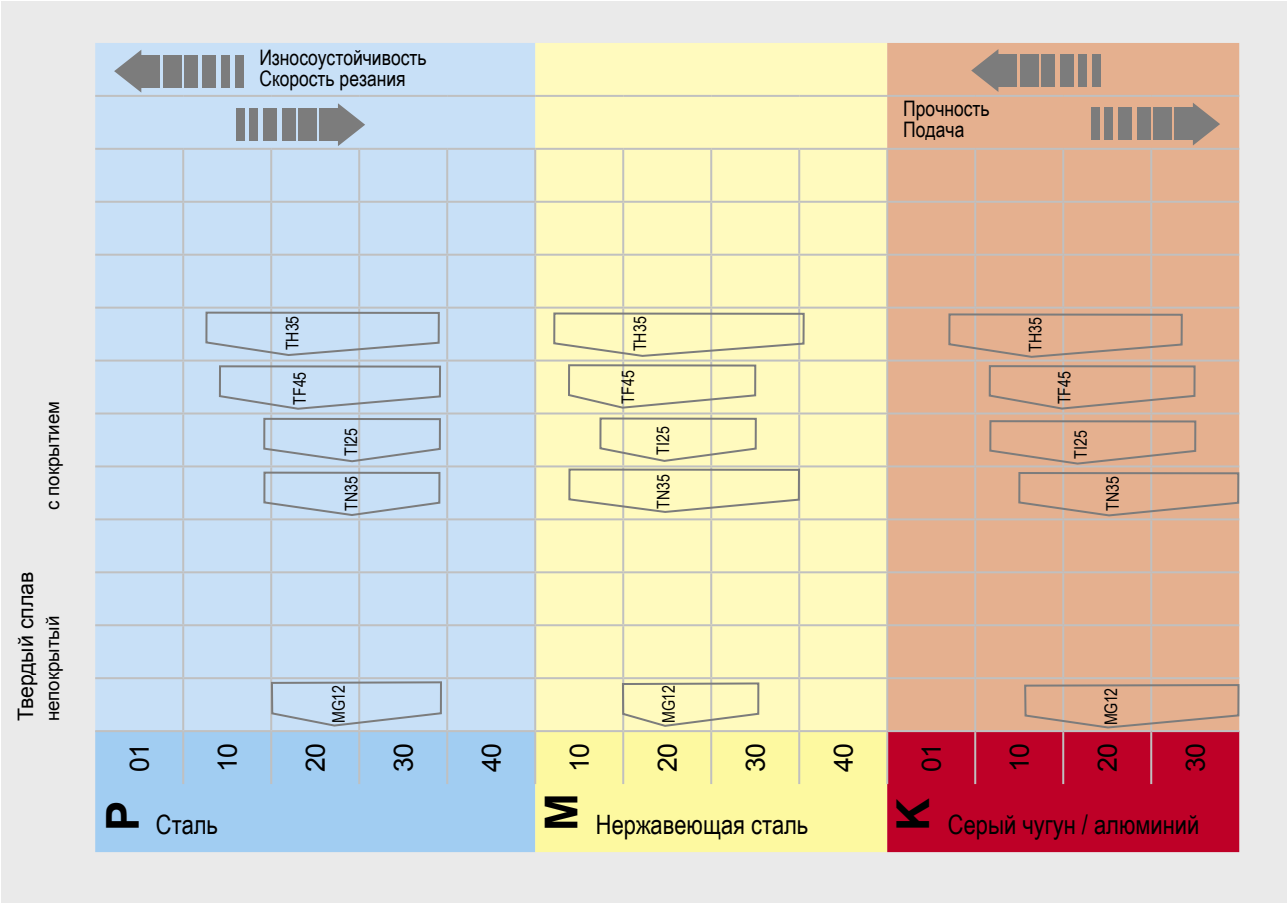 Износоустойчивость
Скорость резания
Прочность
Подача
TH35
TH35
TH35
TF45
TF45
TF45
TI25
TI25
TI25
TN35
TN35
TN35
MG12
MG12
MG12
с покрытием
Твердый сплав
непокрытый
01
10
20
30
40
10
20
30
40
01
10
20
30
P Сталь
M Нержавеющая сталь
K Серый чугун / алюминий